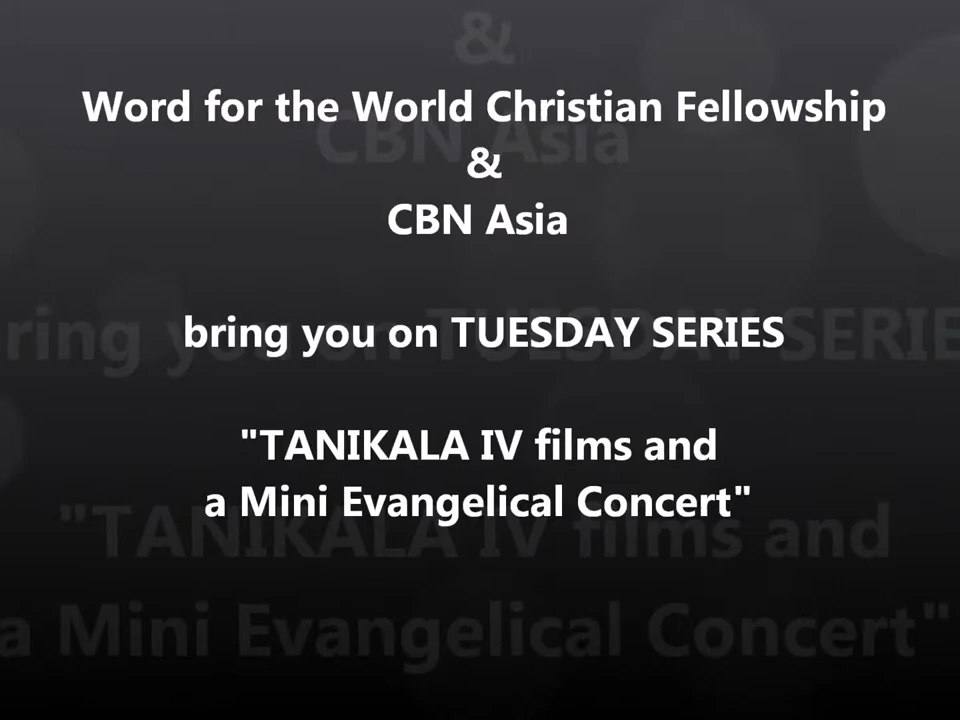 Word for the World Christian Fellowship
&
CBN Asia
bring you on TUESDAY SERIES
"TANIKALA IV films and
a Mini Evangelical Concert"